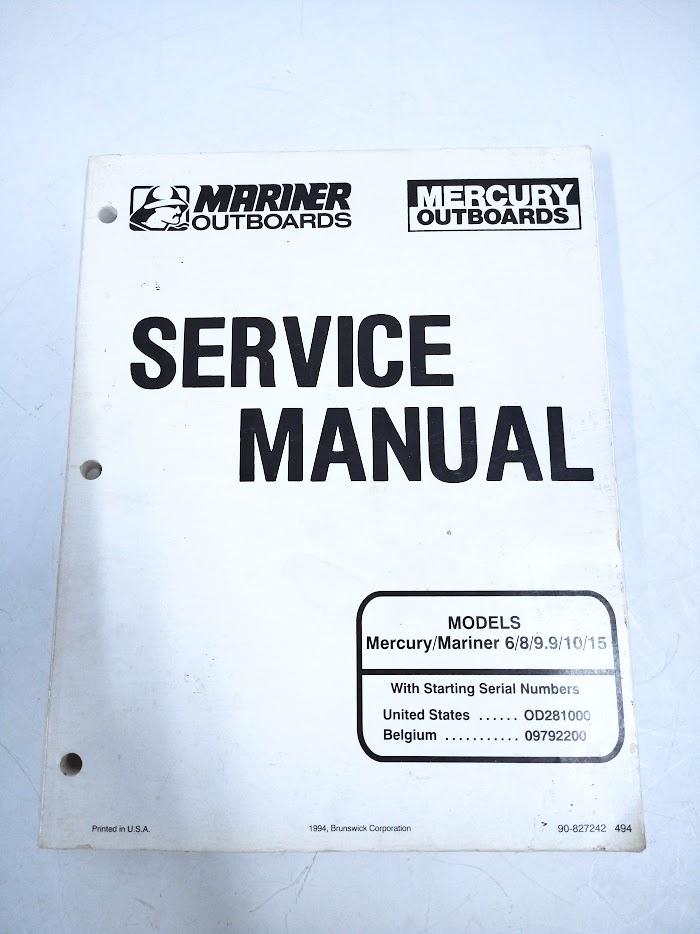 MARINER
OUTBOARDS
MERCURY
OUTBOARDS
SERVICE
MANUAL
MODELS
Mercury/Mariner 6/8/9.9/10/15
With Starting Serial Numbers
United States ...... OD281000
Belgium ........... 09792200
Printed in U.S.A.
1994, Brunswick Corporation
90-827242 494